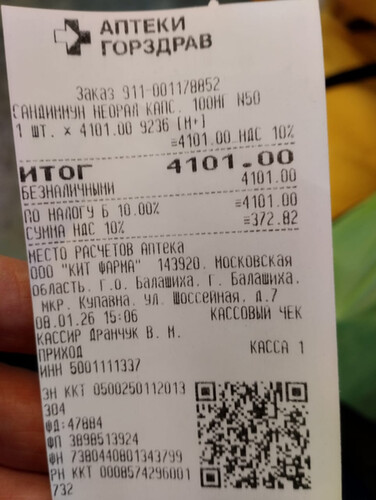 АПТЕКИ
ГОРЗДРАВ
Заказ 911-001178852
САНДИММУН НЕОРАЛ КАПС. 100МГ N50
1 ШТ. × 4101.00 9236 [М+]
=4101.00 НДС 10%
ИТОГ 4101.00
БЕЗНАЛИЧНЫМИ 4101.00
ПО НАЛОГУ Б 10.00% =4101.00
СУММА НДС 10% =372.82
МЕСТО РАСЧЕТОВ Аптека
ООО "КИТ ФАРМА" 143920, Московская
область, Г.О. Балашиха, г. Балашиха,
мкр. Купавна, ул. Шоссейная, д.7
08.01.26 15:06 КАССОВЫЙ ЧЕК
КАССИР Дранчук В. М.
ПРИХОД КАССА 1
ИНН 5001111337
ЗН ККТ 0500250112013
304
ФД:47884
ФП 3898513924
ФН 7380440801343799
РН ККТ 0008574296001
732